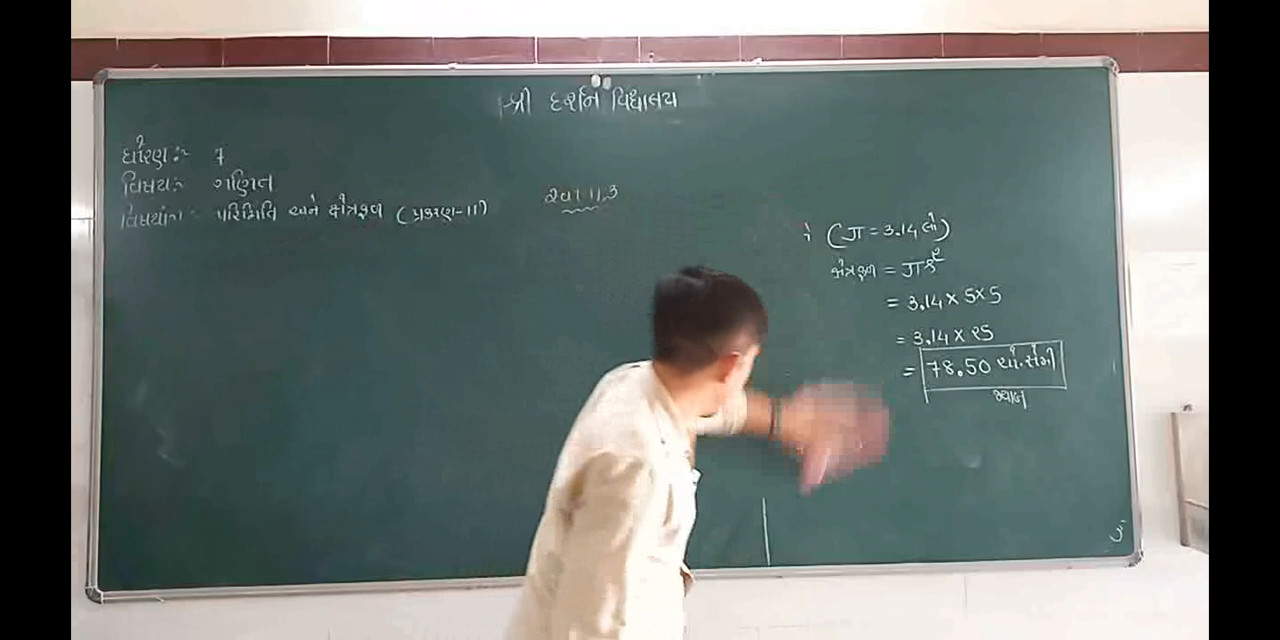 શ્રી દર્શન વિદ્યાલય
ધોરણ :- 7
વિષય :- ગણિત
વિષયાંગ :- પરિમિતિ અને ક્ષેત્રફળ (પ્રકરણ-11)
સ્વા 11.3
(π = 3.14 લો)
ક્ષેત્રફળ = πr²
= 3.14 × 5 × 5
= 3.14 × 25
= 78.50 ચો.સેમી
જવાબ